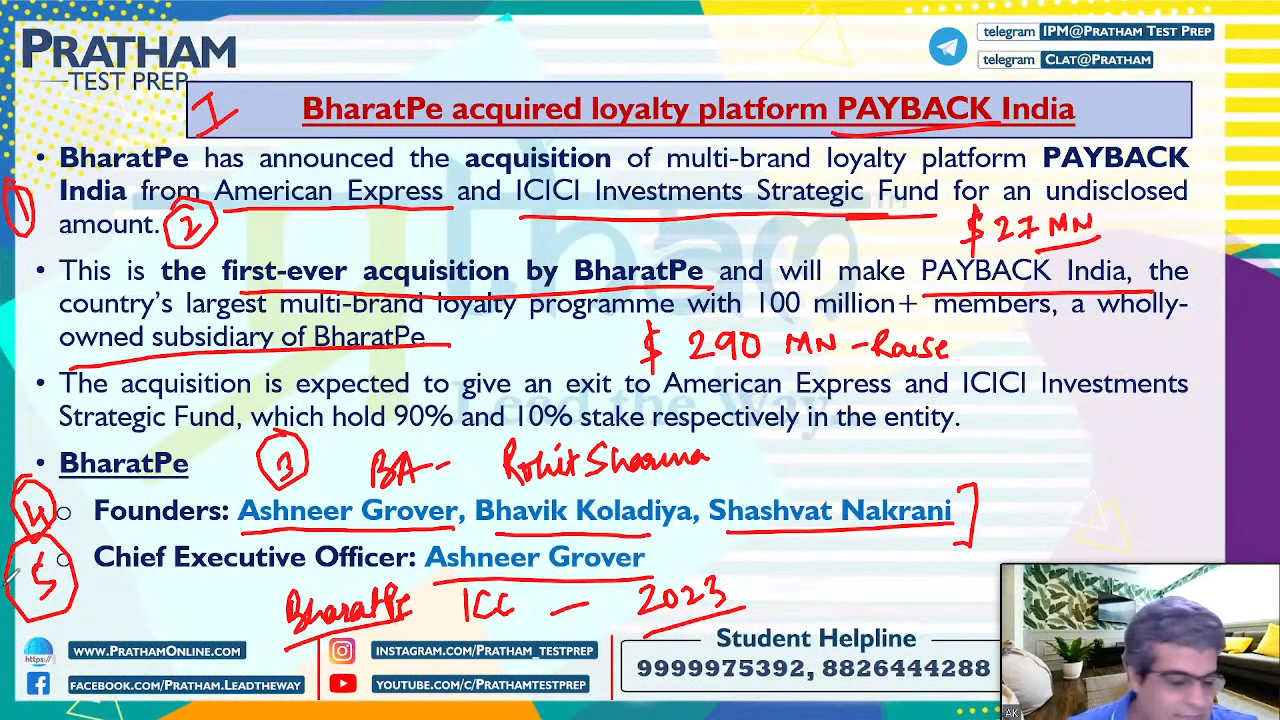 PRATHAM
TEST PREP
telegram IPM@PRATHAM TEST PREP
telegram CLAT@PRATHAM
I
BharatPe acquired loyalty platform PAYBACK India
• BharatPe has announced the acquisition of multi-brand loyalty platform PAYBACK
India from American Express and ICICI Investments Strategic Fund for an undisclosed
amount.
1
2
$ 27 MN
• This is the first-ever acquisition by BharatPe and will make PAYBACK India, the
country's largest multi-brand loyalty programme with 100 million+ members, a wholly-
owned subsidiary of BharatPe
$ 290 MN - Raise
• The acquisition is expected to give an exit to American Express and ICICI Investments
Strategic Fund, which hold 90% and 10% stake respectively in the entity.
• BharatPe
3
BA - Rohit Sharma
4
o Founders: Ashneer Grover, Bhavik Koladiya, Shashvat Nakrani
5
o Chief Executive Officer: Ashneer Grover
BharatPe ICC - 2023
Lead the Way
https://
WWW.PRATHAMONLINE.COM
FACEBOOK.COM/PRATHAM.LEADTHEWAY
INSTAGRAM.COM/PRATHAM_TESTPREP
YOUTUBE.COM/C/PRATHAMTESTPREP
Student Helpline
9999975392, 8826444288
AK